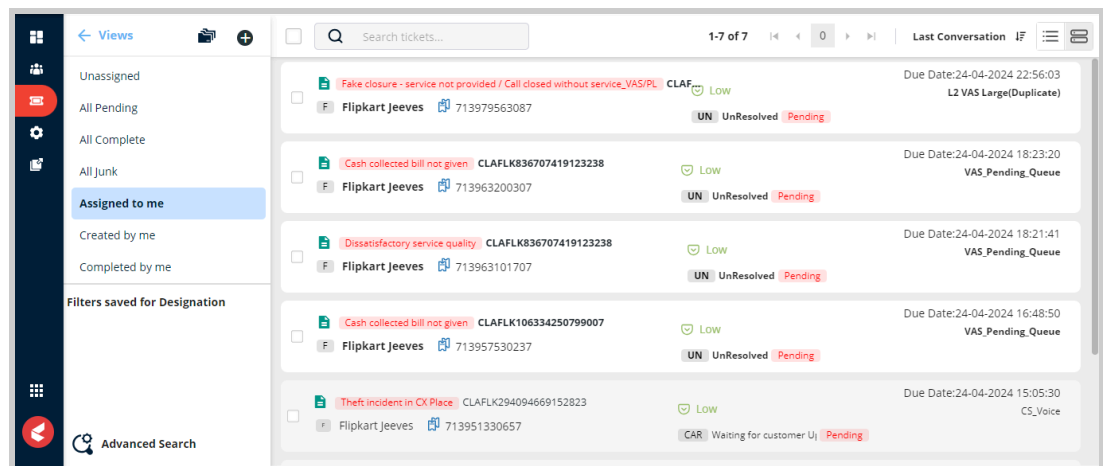 Views
Search tickets...
1-7 of 7
0
Last Conversation
Unassigned
All Pending
All Complete
All Junk
Assigned to me
Created by me
Completed by me
Filters saved for Designation
Advanced Search
Fake closure - service not provided / Call closed without service_VAS/PL CLAF...
Low
Due Date:24-04-2024 22:56:03
L2 VAS Large(Duplicate)
F Flipkart Jeeves 713979563087
UN UnResolved Pending
Cash collected bill not given CLAFLK836707419123238
Low
Due Date:24-04-2024 18:23:20
VAS_Pending_Queue
F Flipkart Jeeves 713963200307
UN UnResolved Pending
Dissatisfactory service quality CLAFLK836707419123238
Low
Due Date:24-04-2024 18:21:41
VAS_Pending_Queue
F Flipkart Jeeves 713963101707
UN UnResolved Pending
Cash collected bill not given CLAFLK106334250799007
Low
Due Date:24-04-2024 16:48:50
VAS_Pending_Queue
F Flipkart Jeeves 713957530237
UN UnResolved Pending
Theft incident in CX Place CLAFLK294094669152823
Low
Due Date:24-04-2024 15:05:30
CS_Voice
F Flipkart Jeeves 713951330657
CAR Waiting for customer Pending